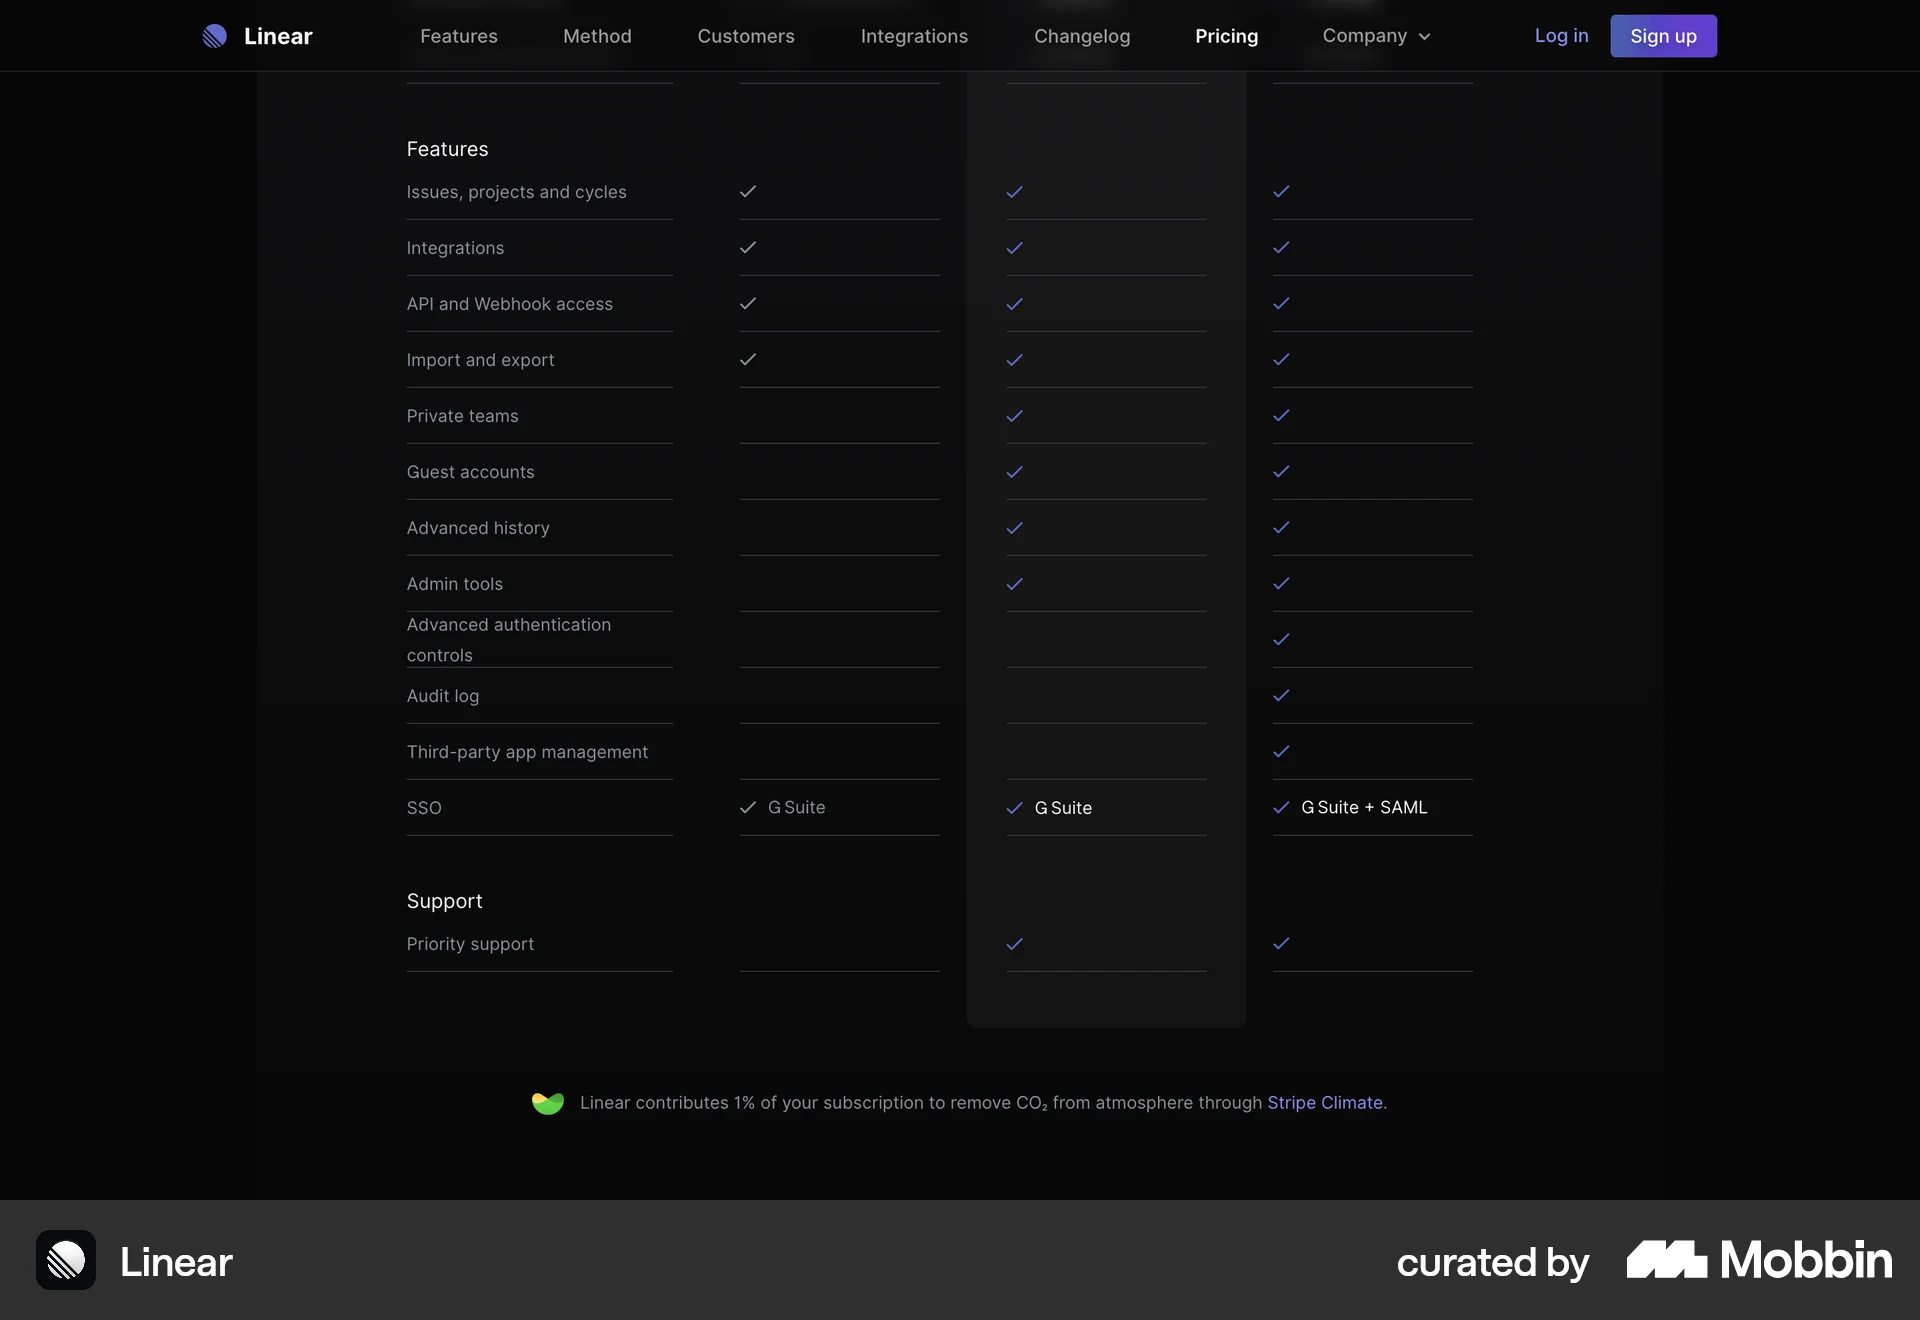 Linear
Features
Method
Customers
Integrations
Changelog
Pricing
Company
Log in
Sign up
Features
Issues, projects and cycles
Integrations
API and Webhook access
Import and export
Private teams
Guest accounts
Advanced history
Admin tools
Advanced authentication
controls
Audit log
Third-party app management
SSO G Suite G Suite G Suite + SAML
Support
Priority support
Linear contributes 1% of your subscription to remove CO₂ from atmosphere through Stripe Climate.
Linear
curated by Mobbin